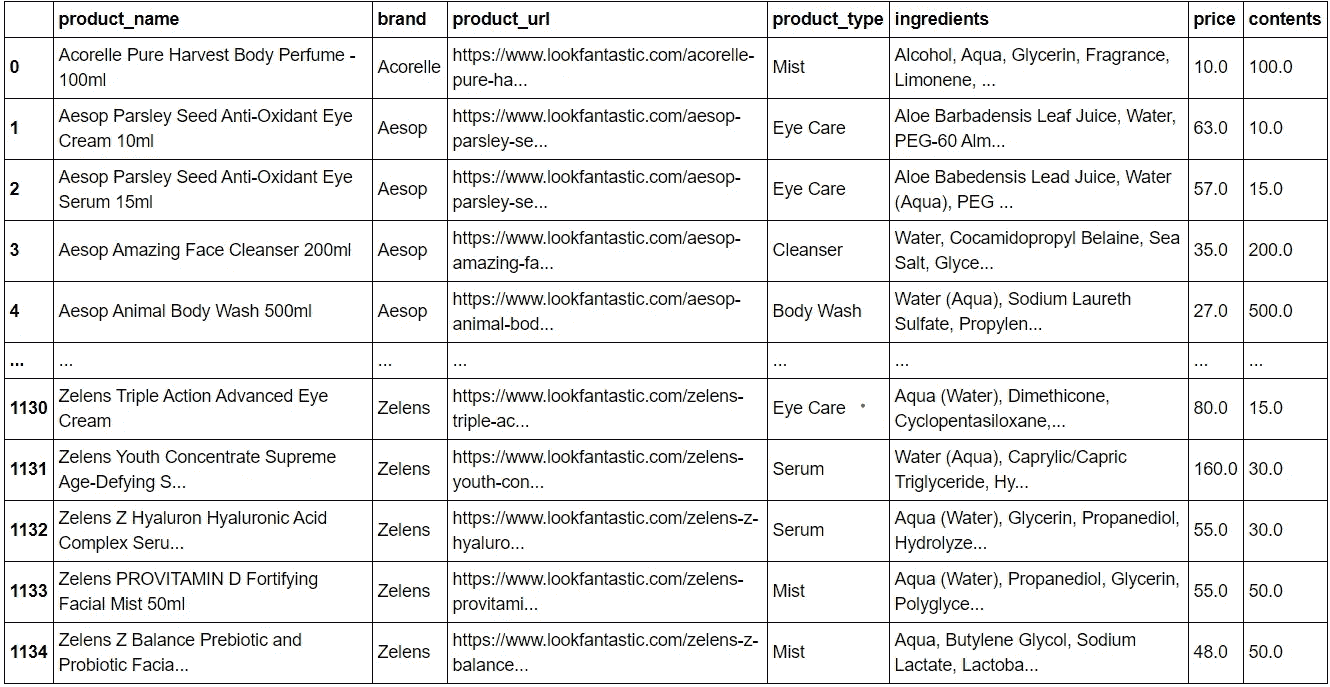 product_name brand product_url product_type ingredients price contents
0 Acorelle Pure Harvest Body Perfume - 100ml Acorelle https://www.lookfantastic.com/acorelle-pure-ha... Mist Alcohol, Aqua, Glycerin, Fragrance, Limonene, ... 10.0 100.0
1 Aesop Parsley Seed Anti-Oxidant Eye Cream 10ml Aesop https://www.lookfantastic.com/aesop-parsley-se... Eye Care Aloe Barbadensis Leaf Juice, Water, PEG-60 Alm... 63.0 10.0
2 Aesop Parsley Seed Anti-Oxidant Eye Serum 15ml Aesop https://www.lookfantastic.com/aesop-parsley-se... Eye Care Aloe Babedensis Lead Juice, Water (Aqua), PEG ... 57.0 15.0
3 Aesop Amazing Face Cleanser 200ml Aesop https://www.lookfantastic.com/aesop-amazing-fa... Cleanser Water, Cocamidopropyl Belaine, Sea Salt, Glyce... 35.0 200.0
4 Aesop Animal Body Wash 500ml Aesop https://www.lookfantastic.com/aesop-animal-bod... Body Wash Water (Aqua), Sodium Laureth Sulfate, Propylen... 27.0 500.0
... ... ... ... ... ... ... ...
1130 Zelens Triple Action Advanced Eye Cream Zelens https://www.lookfantastic.com/zelens-triple-ac... Eye Care Aqua (Water), Dimethicone, Cyclopentasiloxane,... 80.0 15.0
1131 Zelens Youth Concentrate Supreme Age-Defying S... Zelens https://www.lookfantastic.com/zelens-youth-con... Serum Water (Aqua), Caprylic/Capric Triglyceride, Hy... 160.0 30.0
1132 Zelens Z Hyaluron Hyaluronic Acid Complex Seru... Zelens https://www.lookfantastic.com/zelens-z-hyaluro... Serum Aqua (Water), Glycerin, Propanediol, Hydrolyze... 55.0 30.0
1133 Zelens PROVITAMIN D Fortifying Facial Mist 50ml Zelens https://www.lookfantastic.com/zelens-provitami... Mist Aqua (Water), Propanediol, Glycerin, Polyglyce... 55.0 50.0
1134 Zelens Z Balance Prebiotic and Probiotic Facia... Zelens https://www.lookfantastic.com/zelens-z-balance... Mist Aqua, Butylene Glycol, Sodium Lactate, Lactoba... 48.0 50.0